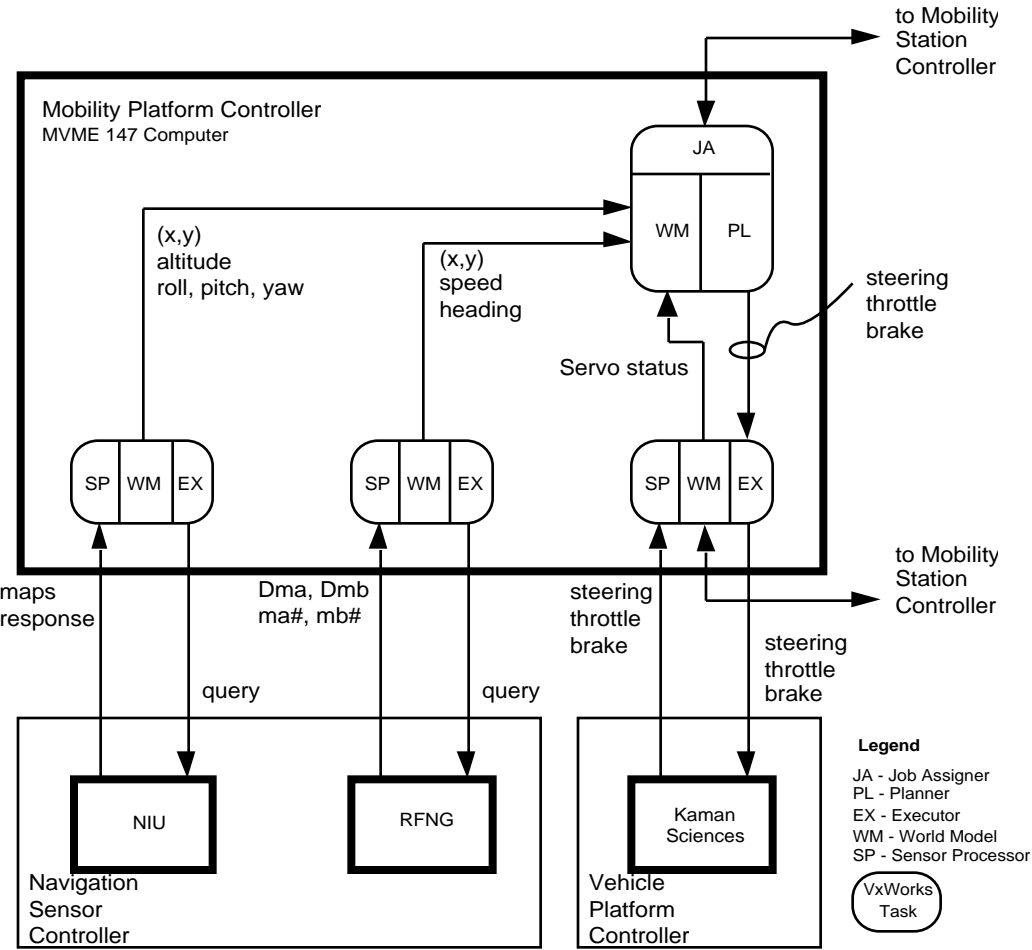 to Mobility
Station
Controller
Mobility Platform Controller
MVME 147 Computer
JA
WM
PL
(x,y)
altitude
roll, pitch, yaw
(x,y)
speed
heading
steering
throttle
brake
Servo status
SP
WM
EX
SP
WM
EX
SP
WM
EX
to Mobility
Station
Controller
maps
response
Dma, Dmb
ma#, mb#
steering
throttle
brake
steering
throttle
brake
query
query
NIU
RFNG
Kaman
Sciences
Navigation
Sensor
Controller
Vehicle
Platform
Controller
Legend
JA - Job Assigner
PL - Planner
EX - Executor
WM - World Model
SP - Sensor Processor
VxWorks
Task